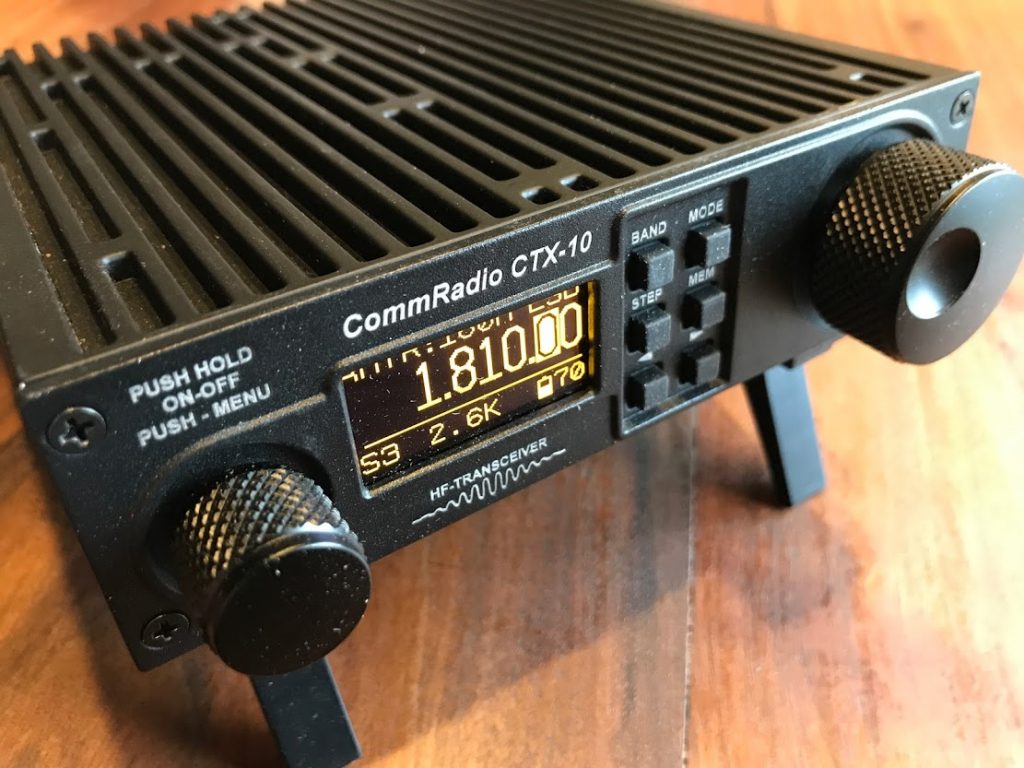 CommRadio CTX-10
PUSH HOLD
ON-OFF
PUSH - MENU
1.810.00
S3 2.6K 70
HF-TRANSCEIVER
BAND MODE
STEP MEM